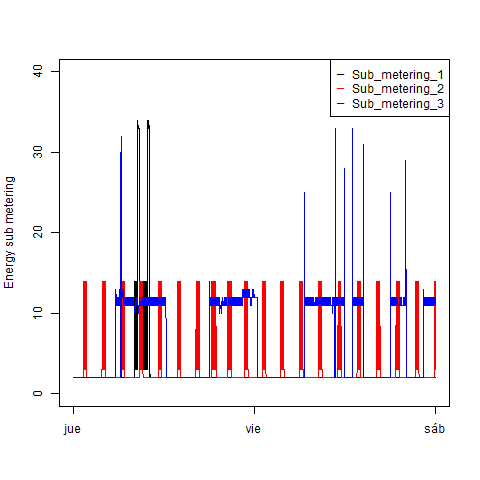 Sub_metering_1
Sub_metering_2
Sub_metering_3
Energy sub metering
40
30
20
10
0
jue vie sáb